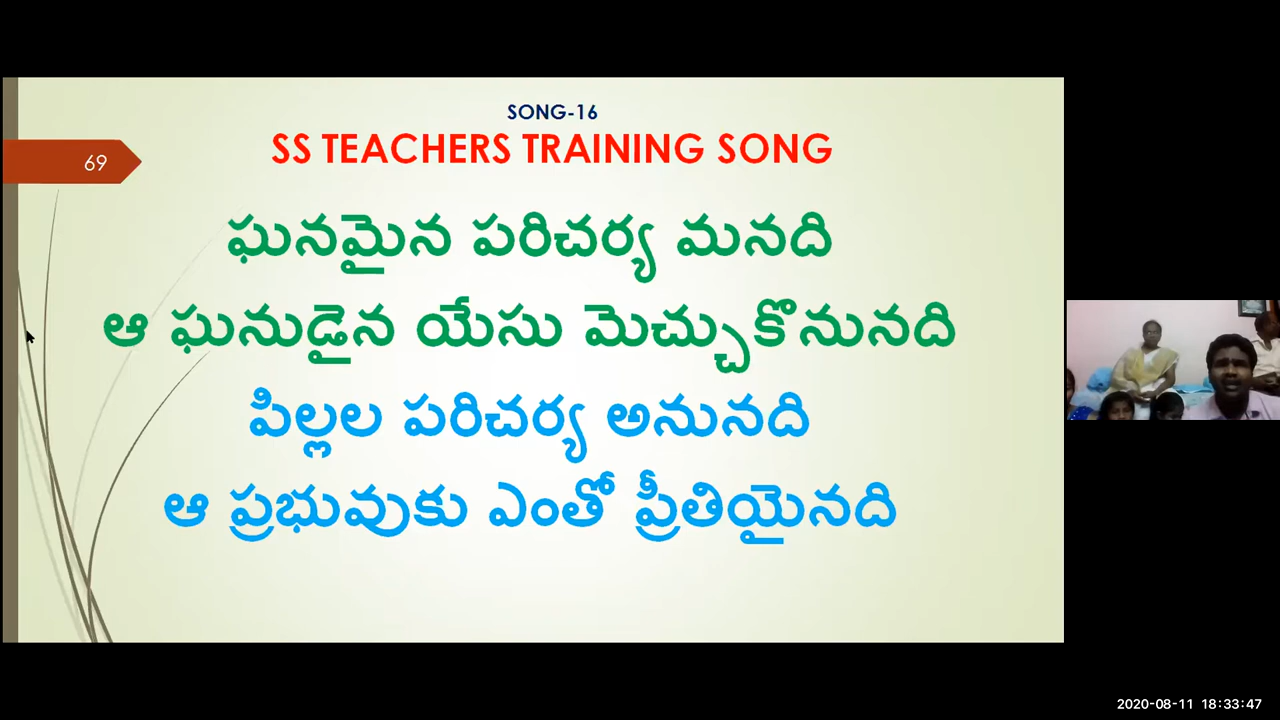 SONG-16
SS TEACHERS TRAINING SONG
69
ఘనమైన పరిచర్య మనది
ఆ ఘనుడైన యేసు మెచ్చుకొనునది
పిల్లల పరిచర్య అనునది
ఆ ప్రభువుకు ఎంతో ప్రీతియైనది
2020-08-11 18:33:47